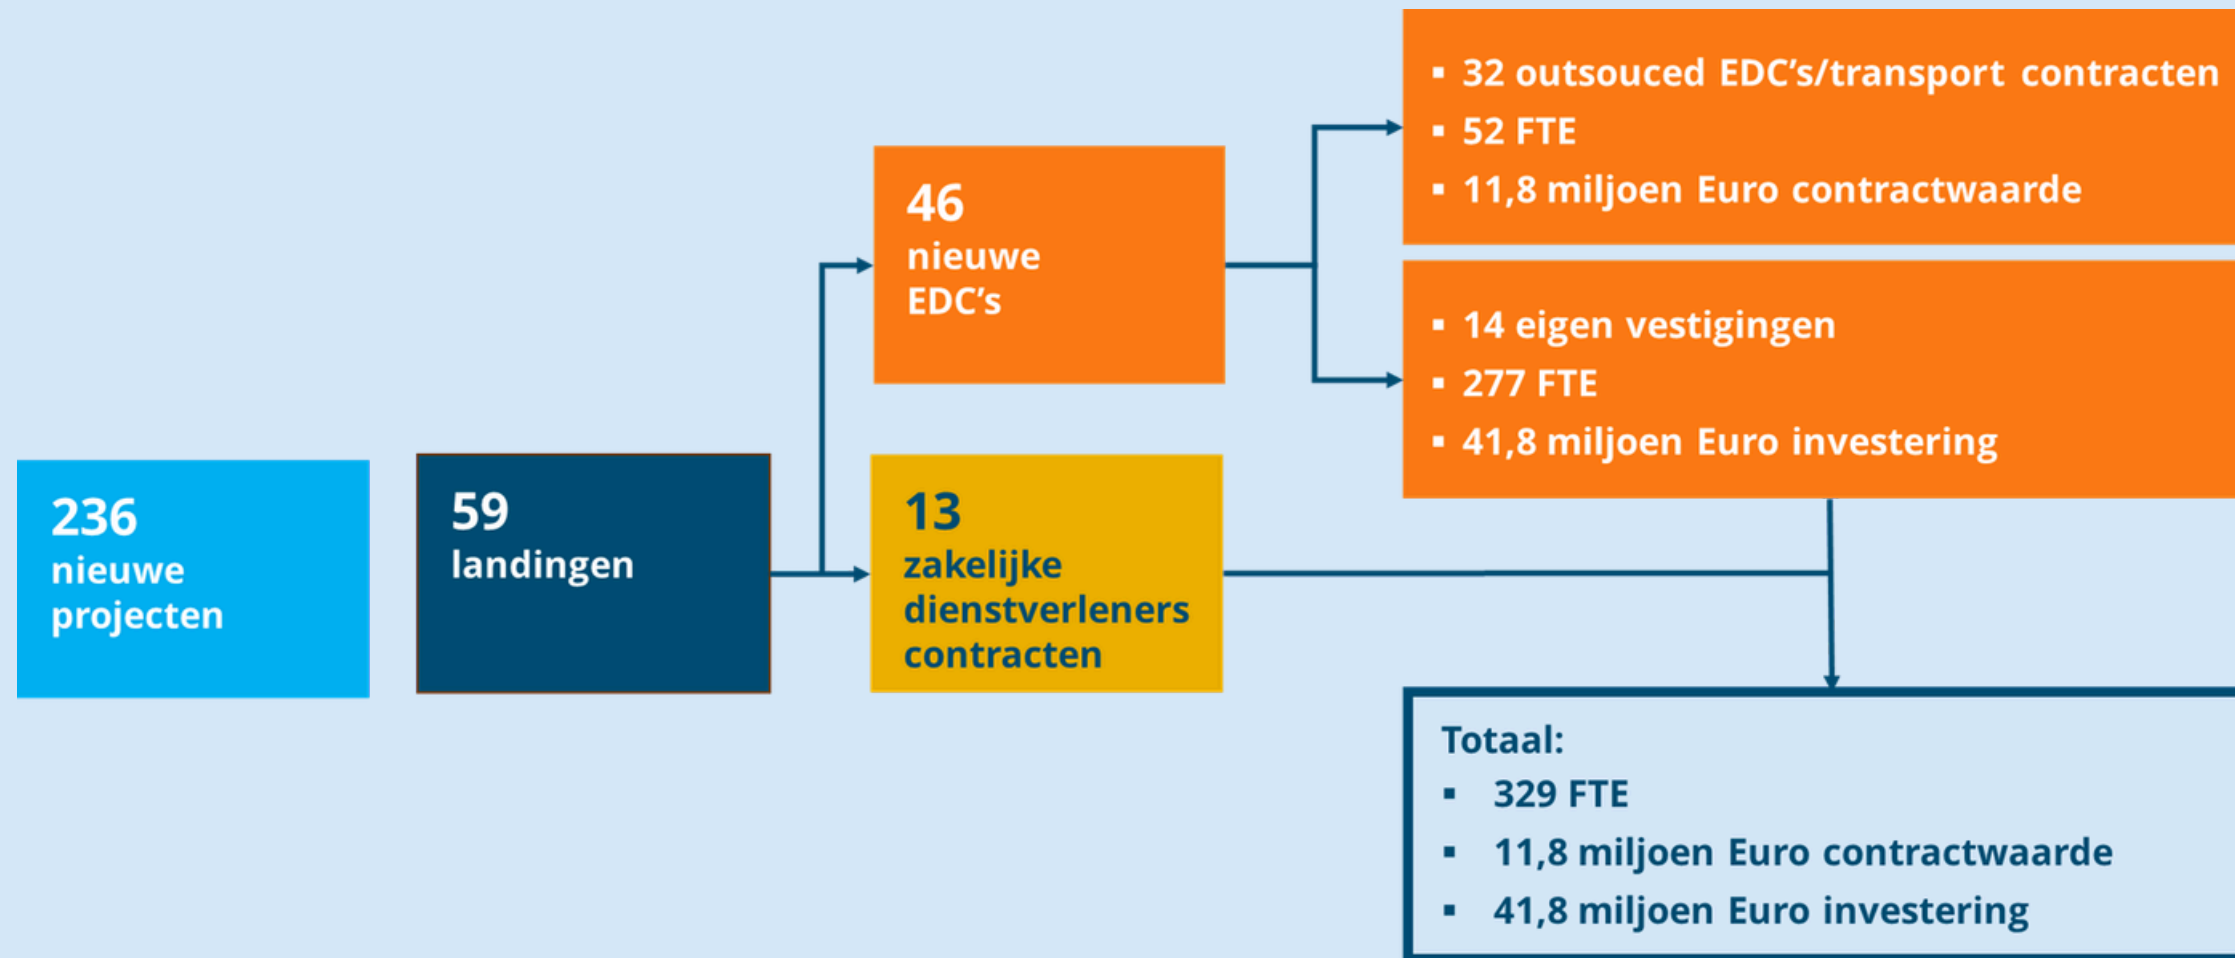 236
nieuwe
projecten
59
landingen
46
nieuwe
EDC’s
13
zakelijke
dienstverleners
contracten
▪ 32 outsouced EDC’s/transport contracten
▪ 52 FTE
▪ 11,8 miljoen Euro contractwaarde
▪ 14 eigen vestigingen
▪ 277 FTE
▪ 41,8 miljoen Euro investering
Totaal:
▪ 329 FTE
▪ 11,8 miljoen Euro contractwaarde
▪ 41,8 miljoen Euro investering